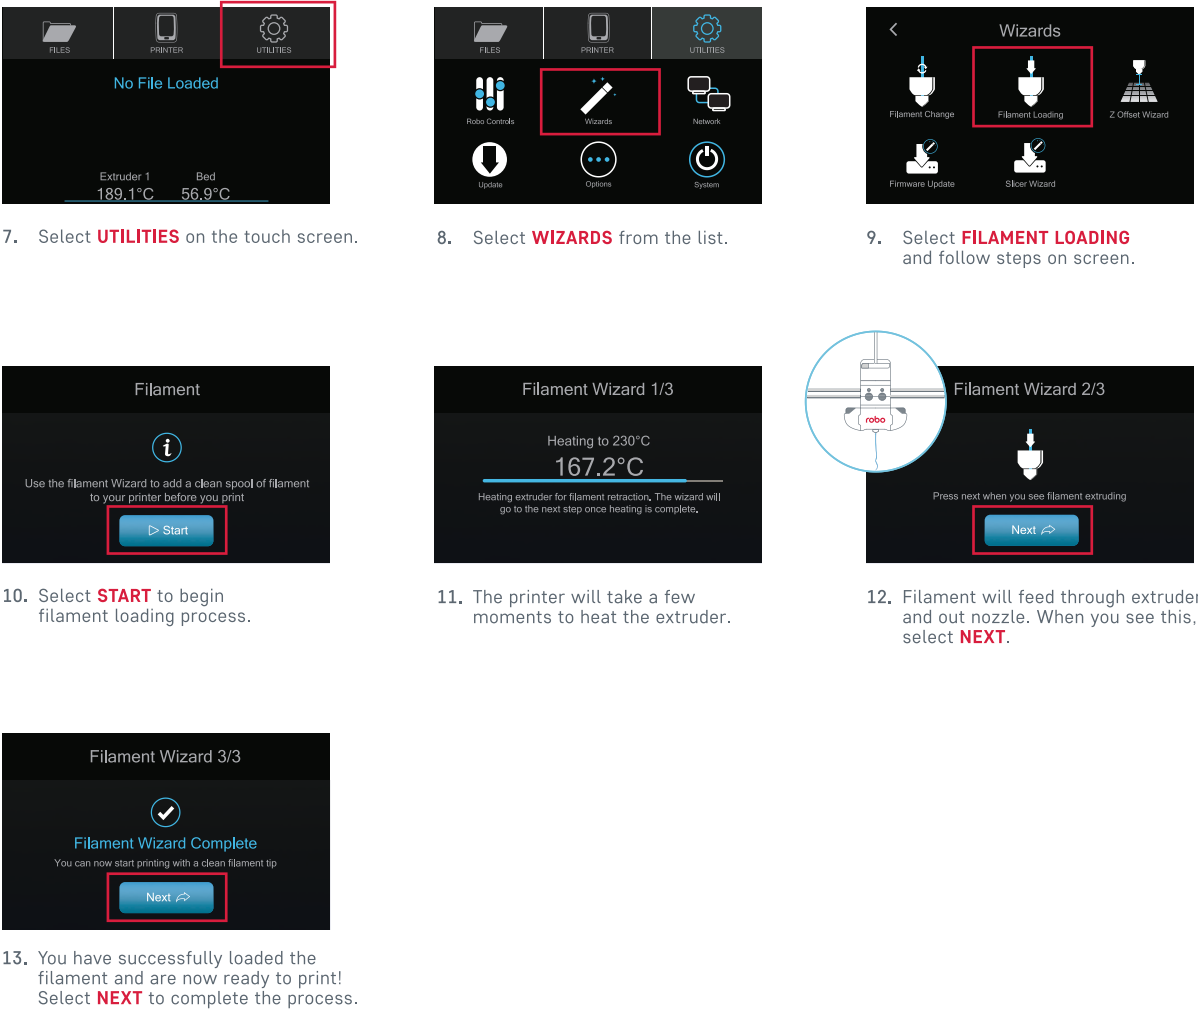 FILES
PRINTER
UTILITIES
No File Loaded
Extruder 1 Bed
189.1°C 56.9°C
7. Select UTILITIES on the touch screen.
FILES
PRINTER
UTILITIES
Robo Controls
Wizards
Network
Update
Options
System
8. Select WIZARDS from the list.
Wizards
Filament Change
Filament Loading
Z Offset Wizard
Firmware Update
Slicer Wizard
9. Select FILAMENT LOADING
and follow steps on screen.
Filament
i
Use the filament Wizard to add a clean spool of filament
to your printer before you print
Start
10. Select START to begin
filament loading process.
Filament Wizard 1/3
Heating to 230°C
167.2°C
Heating extruder for filament retraction. The wizard will
go to the next step once heating is complete.
11. The printer will take a few
moments to heat the extruder.
robo
Filament Wizard 2/3
Press next when you see filament extruding
Next
12. Filament will feed through extruder
and out nozzle. When you see this,
select NEXT.
Filament Wizard 3/3
Filament Wizard Complete
You can now start printing with a clean filament tip
Next
13. You have successfully loaded the
filament and are now ready to print!
Select NEXT to complete the process.